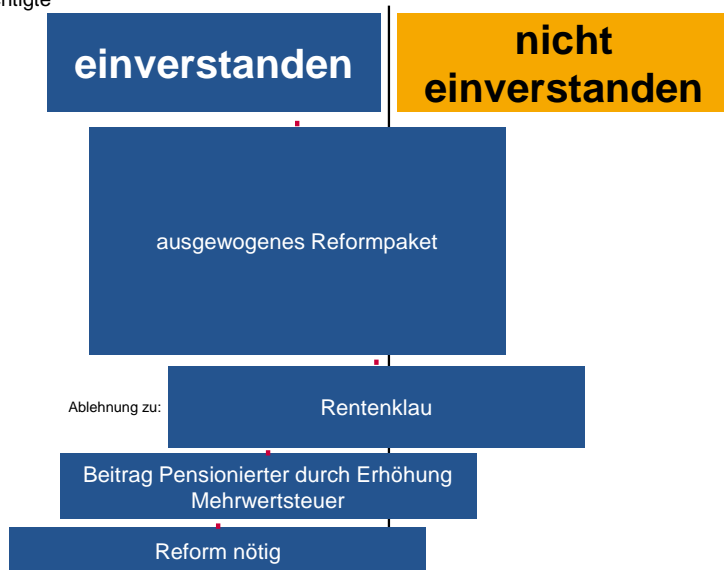 einverstanden
nicht
einverstanden
ausgewogenes Reformpaket
Ablehnung zu:
Rentenklau
Beitrag Pensionierter durch Erhöhung
Mehrwertsteuer
Reform nötig